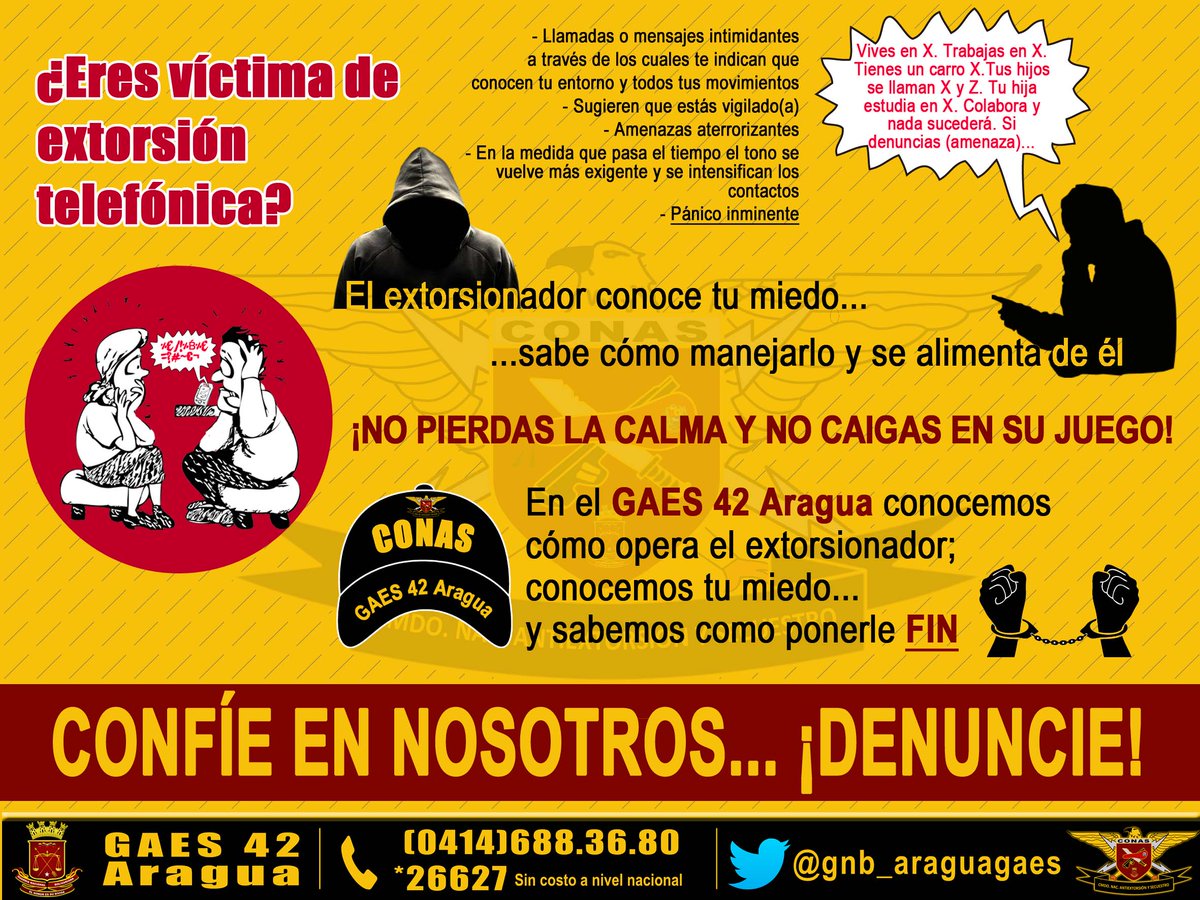 ¿Eres víctima de
extorsión
telefónica?
- Llamadas o mensajes intimidantes
a través de los cuales te indican que
conocen tu entorno y todos tus movimientos
- Sugieren que estás vigilado(a)
- Amenazas aterrorizantes
- En la medida que pasa el tiempo el tono se
vuelve más exigente y se intensifican los
contactos
- Pánico inminente
Vives en X. Trabajas en X.
Tienes un carro X.Tus hijos
se llaman X y Z. Tu hija
estudia en X. Colabora y
nada sucederá. Si
denuncias (amenaza)...
El extorsionador conoce tu miedo...
...sabe cómo manejarlo y se alimenta de él
CONAS
¡NO PIERDAS LA CALMA Y NO CAIGAS EN SU JUEGO!
CONAS
GAES 42 Aragua
En el GAES 42 Aragua conocemos
cómo opera el extorsionador;
conocemos tu miedo...
y sabemos como ponerle FIN
CONFÍE EN NOSOTROS... ¡DENUNCIE!
GAES 42
Aragua
(0414)688.36.80
*26627 Sin costo a nivel nacional
@gnb_araguagaes
CONAS
CMDO. NAC. ANTIEXTORSIÓN Y SECUESTRO